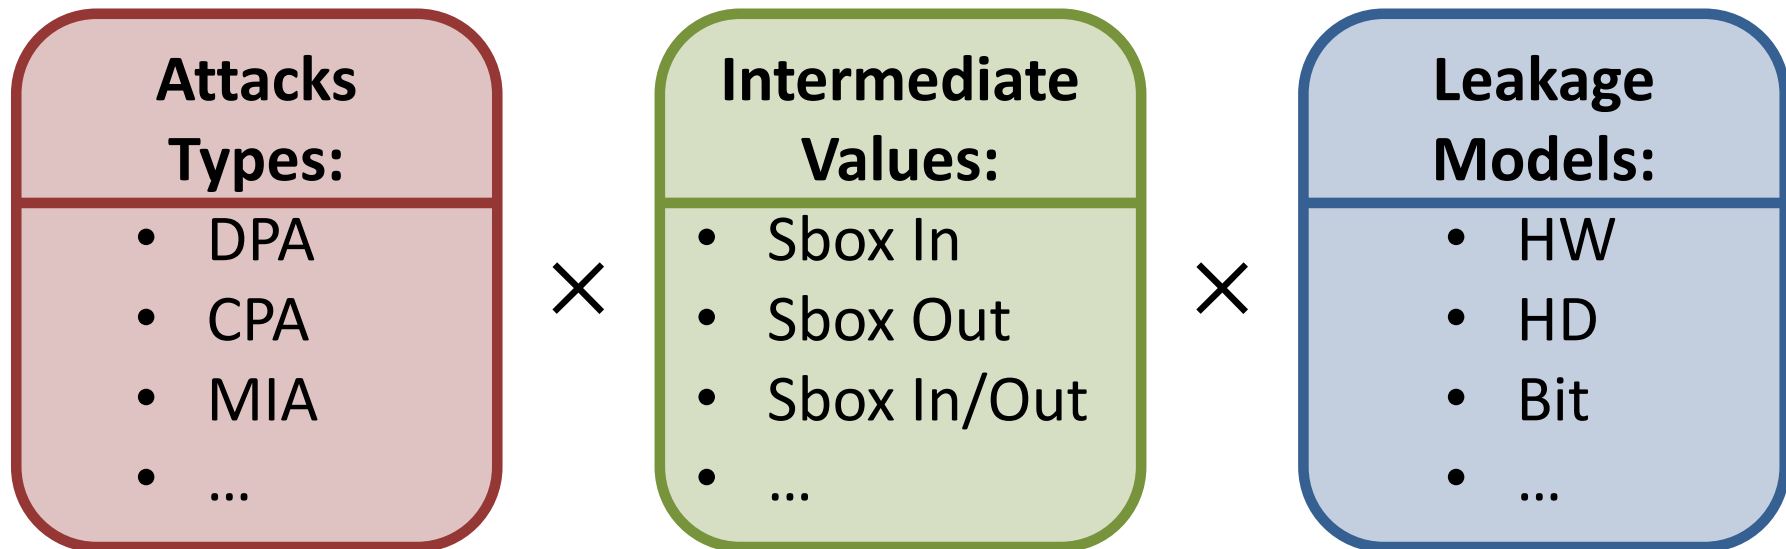 Attacks
Types:
• DPA
• CPA
• MIA
• ...
×
Intermediate
Values:
• Sbox In
• Sbox Out
• Sbox In/Out
• ...
×
Leakage
Models:
• HW
• HD
• Bit
• ...